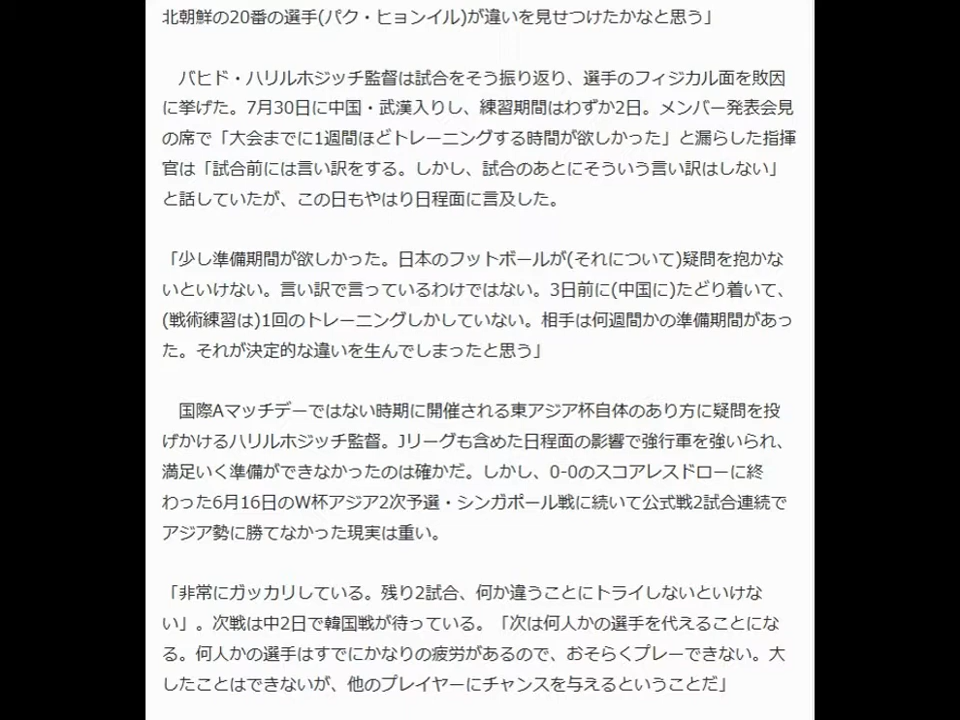 北朝鮮の20番の選手(パク・ヒョンイル)が違いを見せつけたかなと思う」
　バヒド・ハリルホジッチ監督は試合をそう振り返り、選手のフィジカル面を敗因
に挙げた。7月30日に中国・武漢入りし、練習期間はわずか2日。メンバー発表会見
の席で「大会までに1週間ほどトレーニングする時間が欲しかった」と漏らした指揮
官は「試合前には言い訳をする。しかし、試合のあとにそういう言い訳はしない」
と話していたが、この日もやはり日程面に言及した。
「少し準備期間が欲しかった。日本のフットボールが(それについて)疑問を抱かな
いといけない。言い訳で言っているわけではない。3日前に(中国に)たどり着いて、
(戦術練習は)1回のトレーニングしかしていない。相手は何週間かの準備期間があっ
た。それが決定的な違いを生んでしまったと思う」
　国際Aマッチデーではない時期に開催される東アジア杯自体のあり方に疑問を投
げかけるハリルホジッチ監督。Jリーグも含めた日程面の影響で強行軍を強いられ、
満足いく準備ができなかったのは確かだ。しかし、0-0のスコアレスドローに終
わった6月16日のW杯アジア2次予選・シンガポール戦に続いて公式戦2試合連続で
アジア勢に勝てなかった現実は重い。
「非常にガッカリしている。残り2試合、何か違うことにトライしないといけな
い」。次戦は中2日で韓国戦が待っている。「次は何人かの選手を代えることにな
る。何人かの選手はすでにかなりの疲労があるので、おそらくプレーできない。大
したことはできないが、他のプレイヤーにチャンスを与えるということだ」